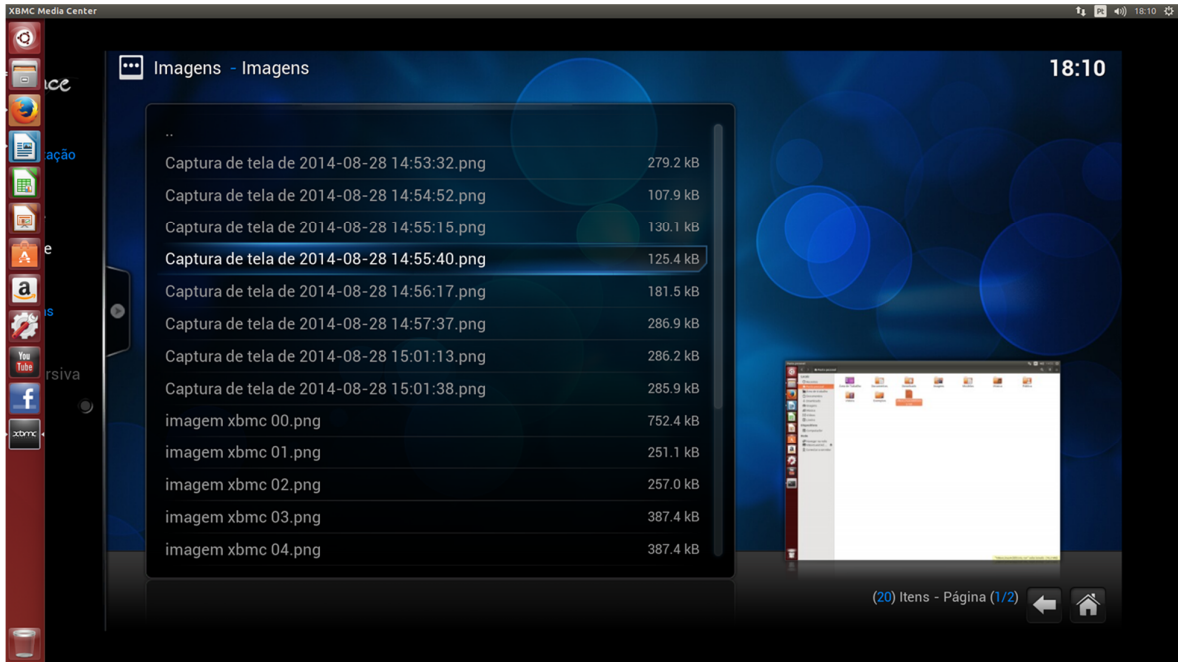 XBMC Media Center
Pt
18:10
Imagens - Imagens
18:10
..
Captura de tela de 2014-08-28 14:53:32.png 279.2 kB
Captura de tela de 2014-08-28 14:54:52.png 107.9 kB
Captura de tela de 2014-08-28 14:55:15.png 130.1 kB
Captura de tela de 2014-08-28 14:55:40.png 125.4 kB
Captura de tela de 2014-08-28 14:56:17.png 181.5 kB
Captura de tela de 2014-08-28 14:57:37.png 286.9 kB
Captura de tela de 2014-08-28 15:01:13.png 286.2 kB
Captura de tela de 2014-08-28 15:01:38.png 285.9 kB
imagem xbmc 00.png 752.4 kB
imagem xbmc 01.png 251.1 kB
imagem xbmc 02.png 257.0 kB
imagem xbmc 03.png 387.4 kB
imagem xbmc 04.png 387.4 kB
(20) Itens - Página (1/2)
ace
tação
e
a
s
You
Tube
rsiva
f
xbmc